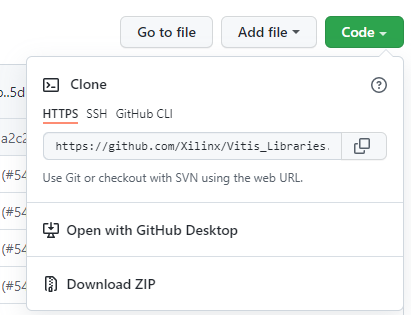 Go to file Add file Code
o..5d
Clone
HTTPS SSH GitHub CLI
a2c2
https://github.com/Xilinx/Vitis_Libraries.
(#54
Use Git or checkout with SVN using the web URL.
(#54
Open with GitHub Desktop
(#54
(#54
Download ZIP